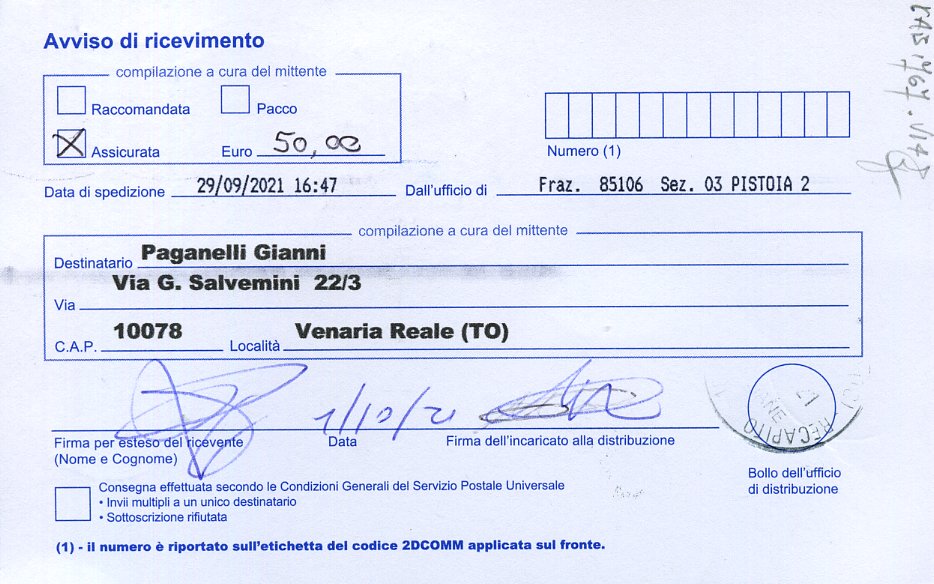 Avviso di ricevimento
compilazione a cura del mittente
Raccomandata
Pacco
Assicurata
Euro 50,00
Numero (1)
Data di spedizione 29/09/2021 16:47
Dall'ufficio di Fraz. 85106 Sez. 03 PISTOIA 2
compilazione a cura del mittente
Destinatario Paganelli Gianni
Via G. Salvemini 22/3
Via
C.A.P. 10078
Località Venaria Reale (TO)
1/10/21
Firma per esteso del ricevente
(Nome e Cognome)
Data
Firma dell'incaricato alla distribuzione
RECAPITO
Bollo dell'ufficio
di distribuzione
Consegna effettuata secondo le Condizioni Generali del Servizio Postale Universale
• Invii multipli a un unico destinatario
• Sottoscrizione rifiutata
(1) - il numero è riportato sull'etichetta del codice 2DCOMM applicata sul fronte.